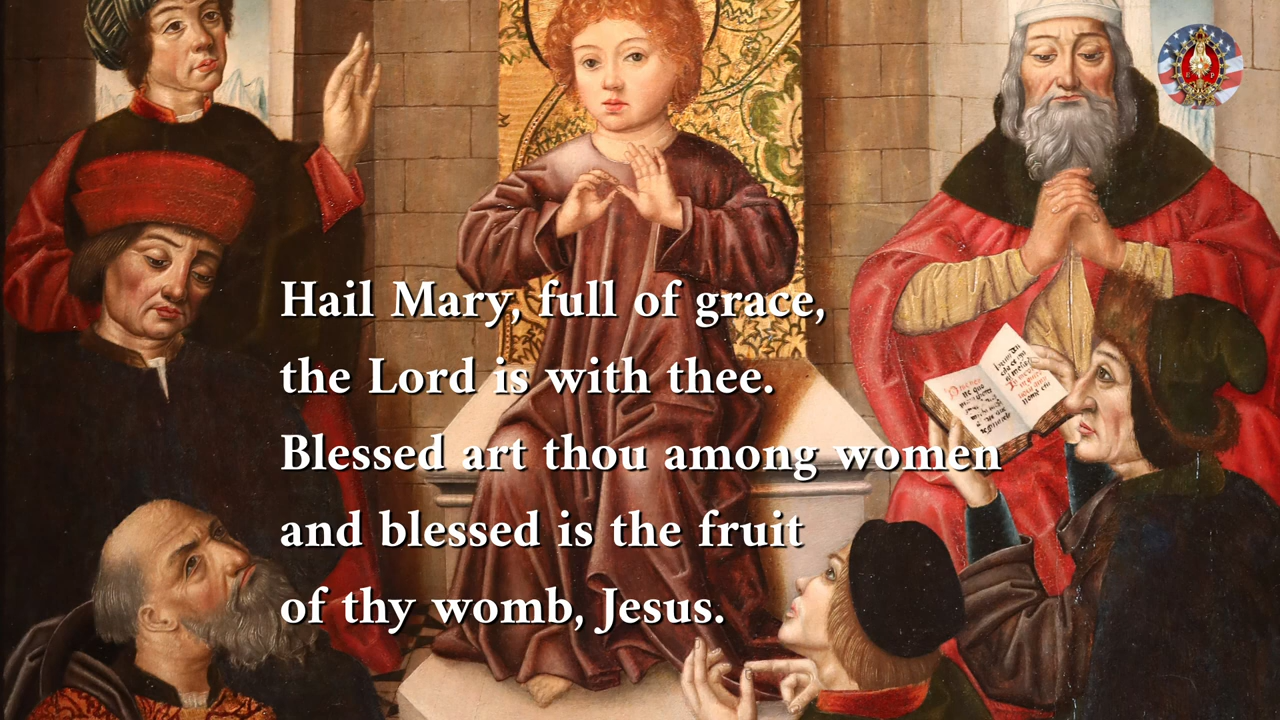 Hail Mary, full of grace,
the Lord is with thee.
Blessed art thou among women
and blessed is the fruit
of thy womb, Jesus.